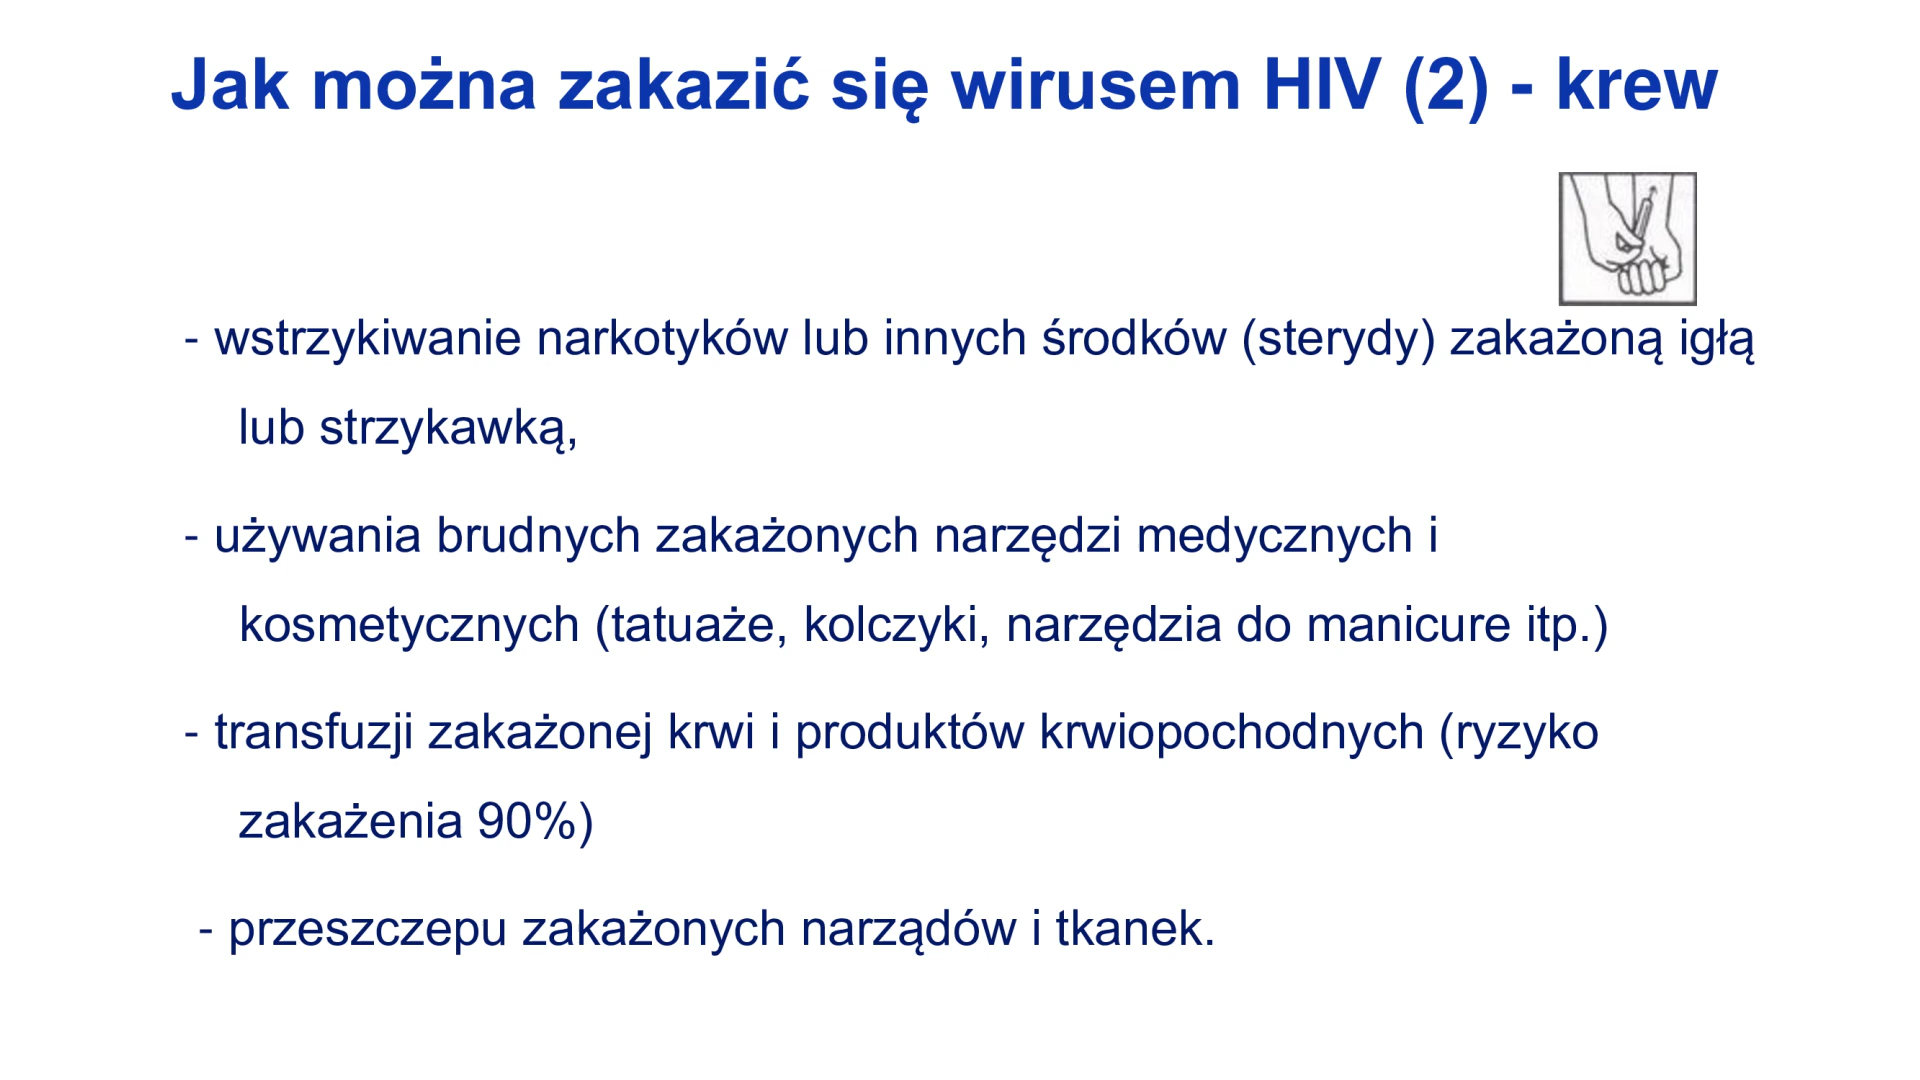 Jak można zakazić się wirusem HIV (2) - krew
- wstrzykiwanie narkotyków lub innych środków (sterydy) zakażoną igłą
lub strzykawką,
- używania brudnych zakażonych narzędzi medycznych i
kosmetycznych (tatuaże, kolczyki, narzędzia do manicure itp.)
- transfuzji zakażonej krwi i produktów krwiopochodnych (ryzyko
zakażenia 90%)
- przeszczepu zakażonych narządów i tkanek.